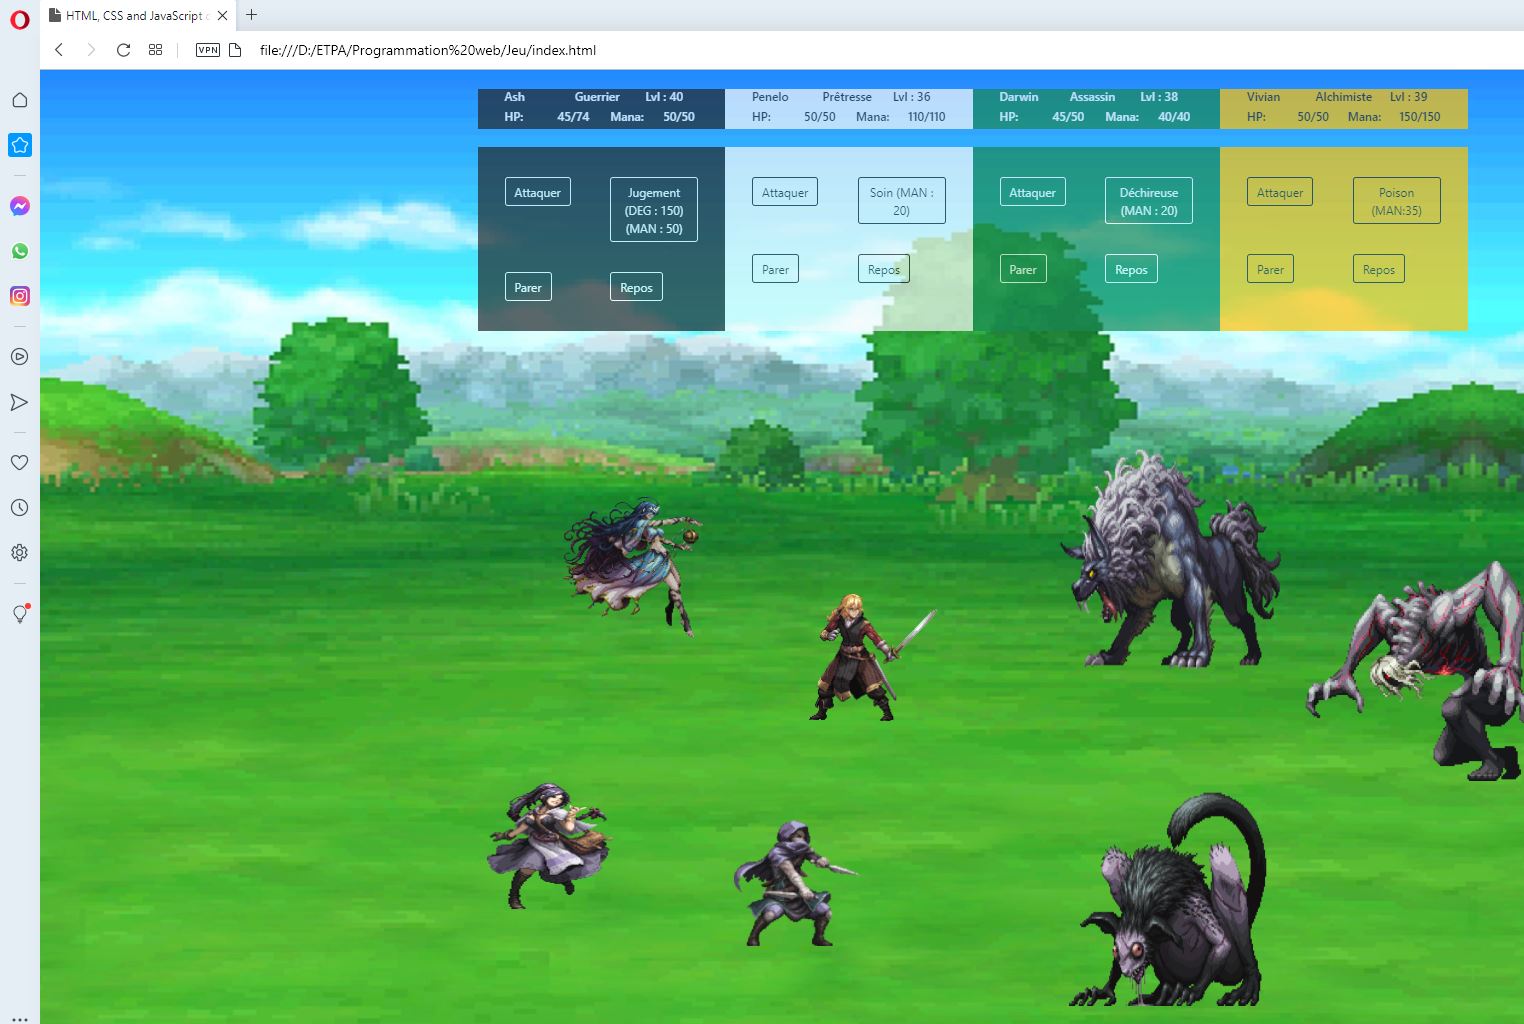 HTML, CSS and JavaScript
VPN
file:///D:/ETPA/Programmation%20web/Jeu/index.html
Ash Guerrier Lvl : 40
HP: 45/74 Mana: 50/50
Penelo Prêtresse Lvl : 36
HP: 50/50 Mana: 110/110
Darwin Assassin Lvl : 38
HP: 45/50 Mana: 40/40
Vivian Alchimiste Lvl : 39
HP: 50/50 Mana: 150/150
Attaquer
Jugement
(DEG : 150)
(MAN : 50)
Parer
Repos
Attaquer
Soin (MAN :
20)
Parer
Repos
Attaquer
Déchireuse
(MAN : 20)
Parer
Repos
Attaquer
Poison
(MAN:35)
Parer
Repos